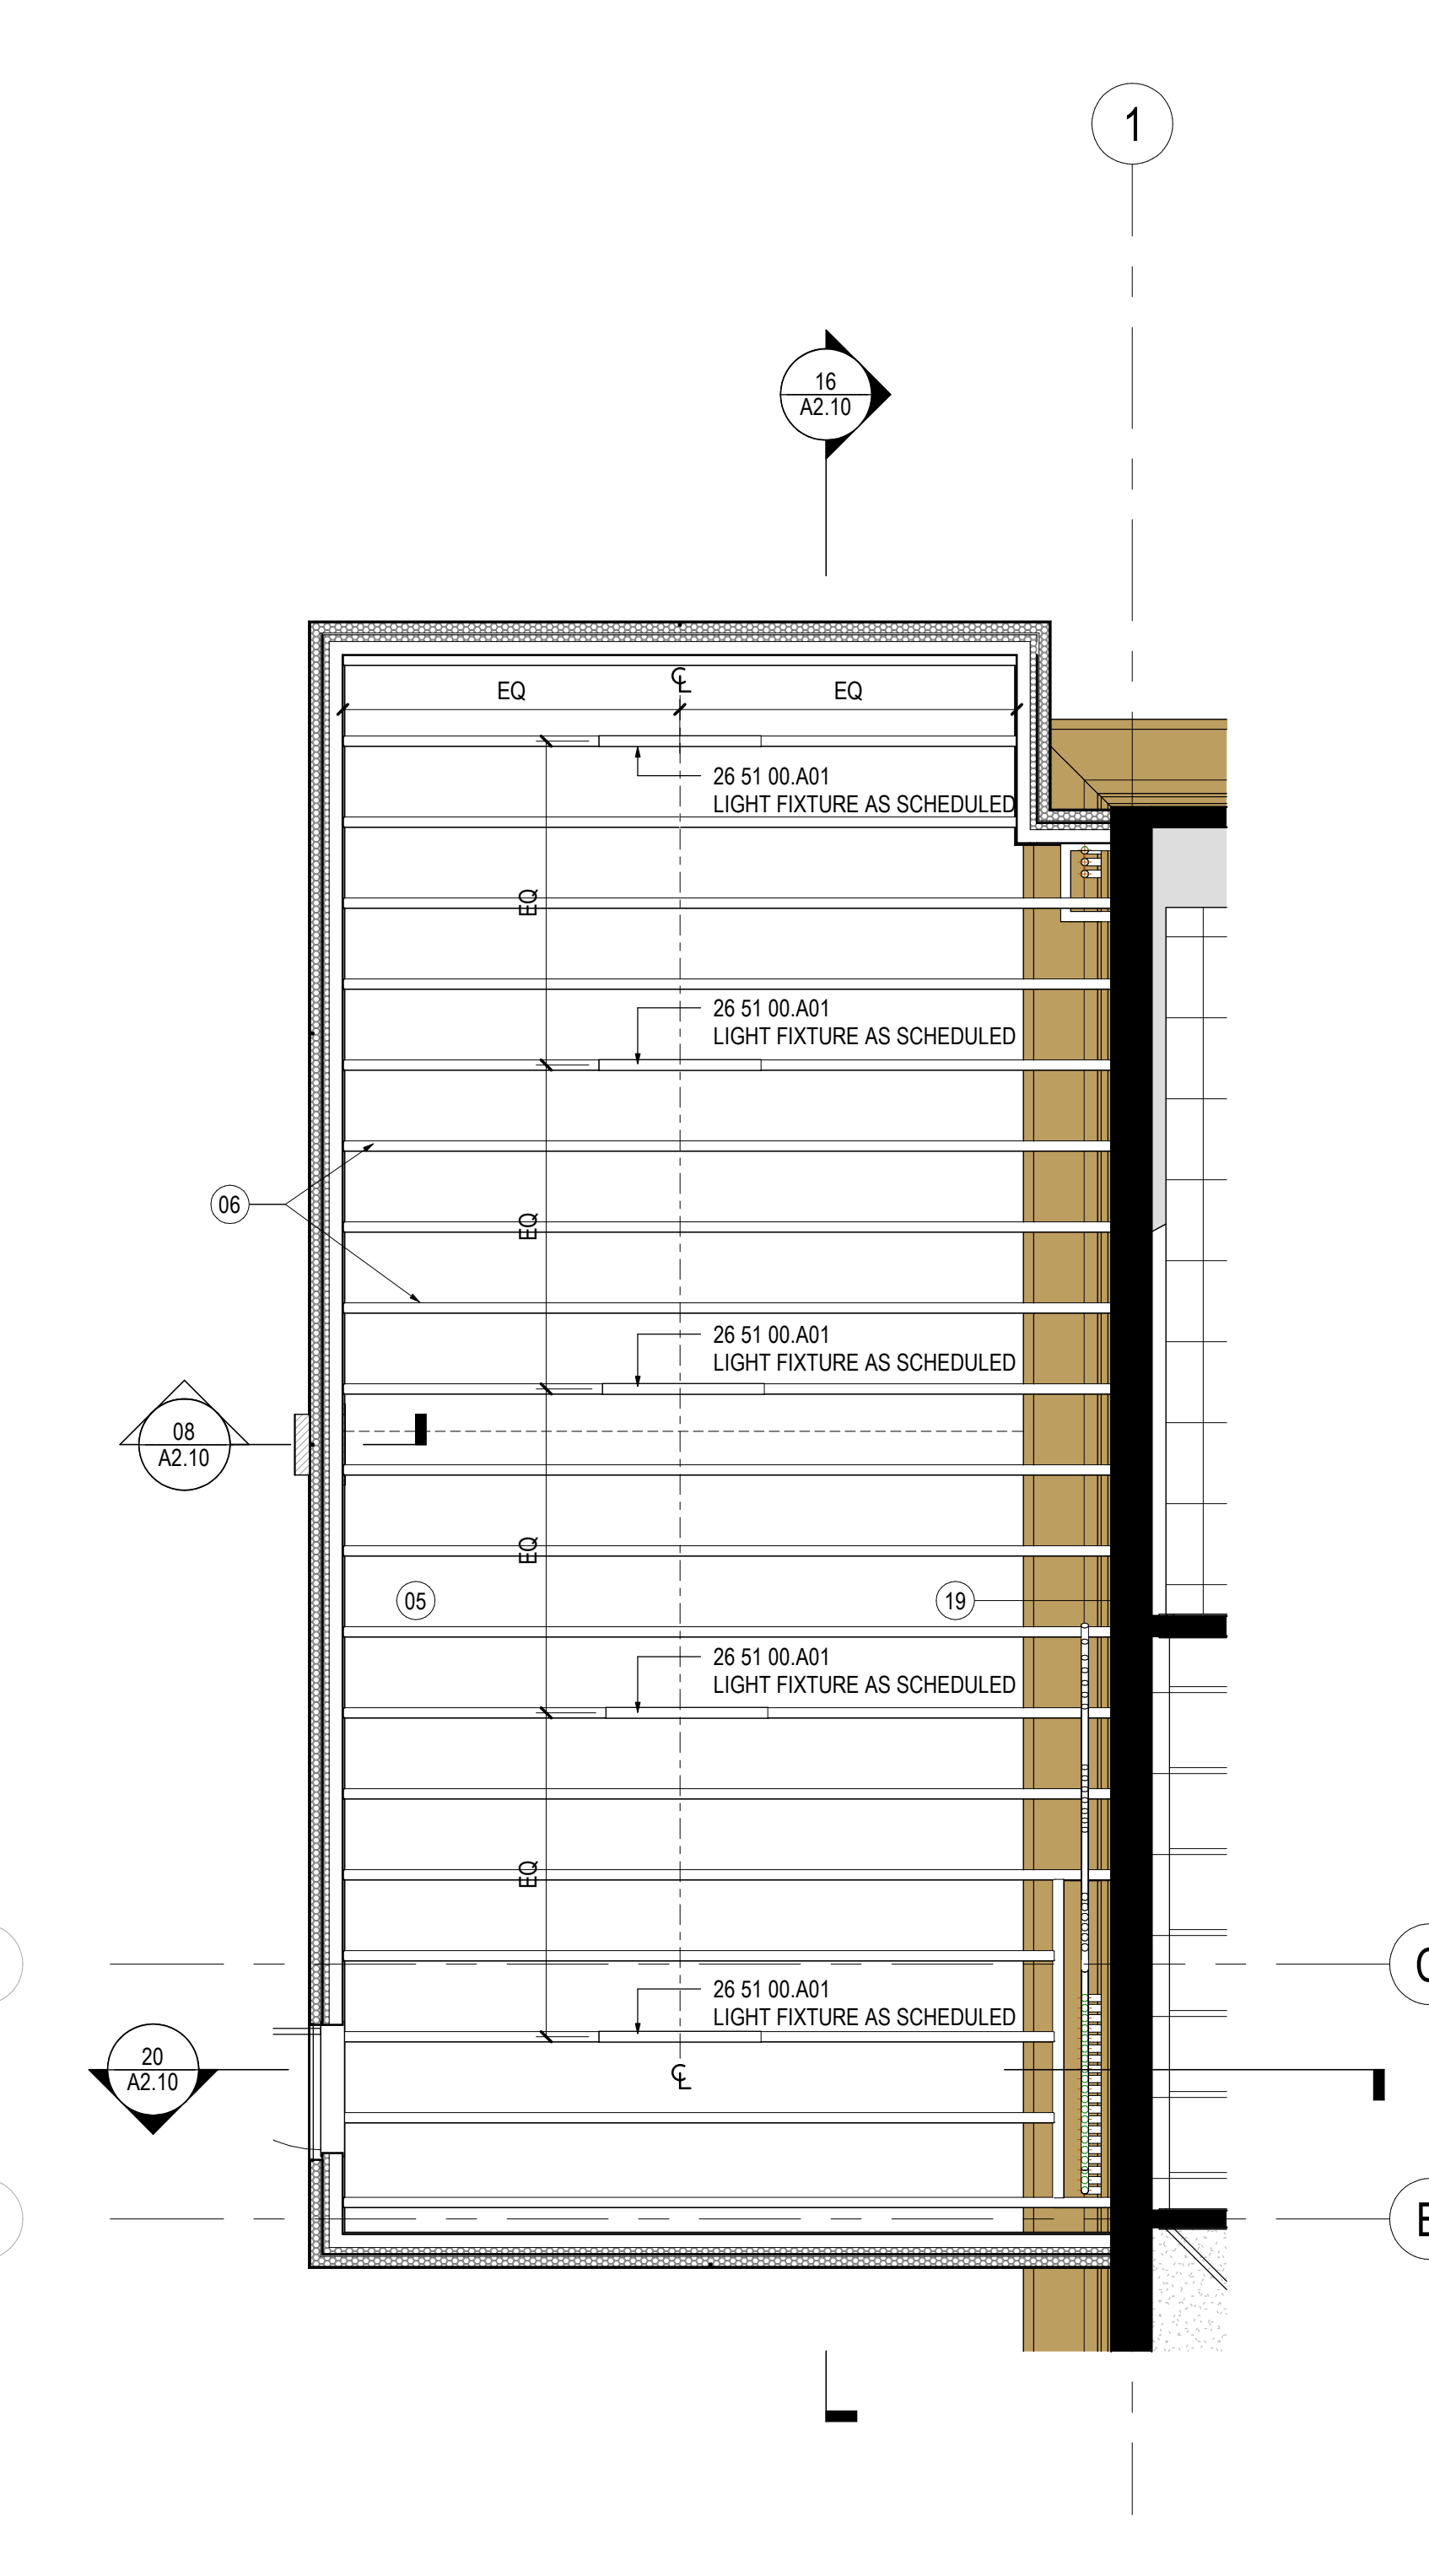 1
16
A2.10
EQ
℄
EQ
26 51 00.A01
LIGHT FIXTURE AS SCHEDULED
EQ
26 51 00.A01
LIGHT FIXTURE AS SCHEDULED
06
EQ
26 51 00.A01
LIGHT FIXTURE AS SCHEDULED
08
A2.10
EQ
05
19
26 51 00.A01
LIGHT FIXTURE AS SCHEDULED
EQ
26 51 00.A01
LIGHT FIXTURE AS SCHEDULED
20
A2.10
℄